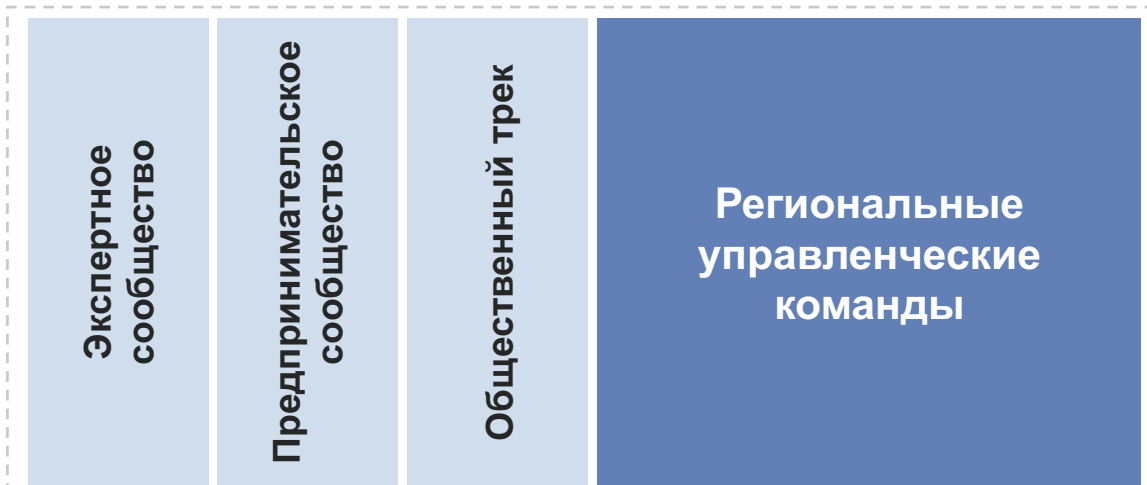 Экспертное
сообщество
Предпринимательское
сообщество
Общественный трек
Региональные
управленческие
команды